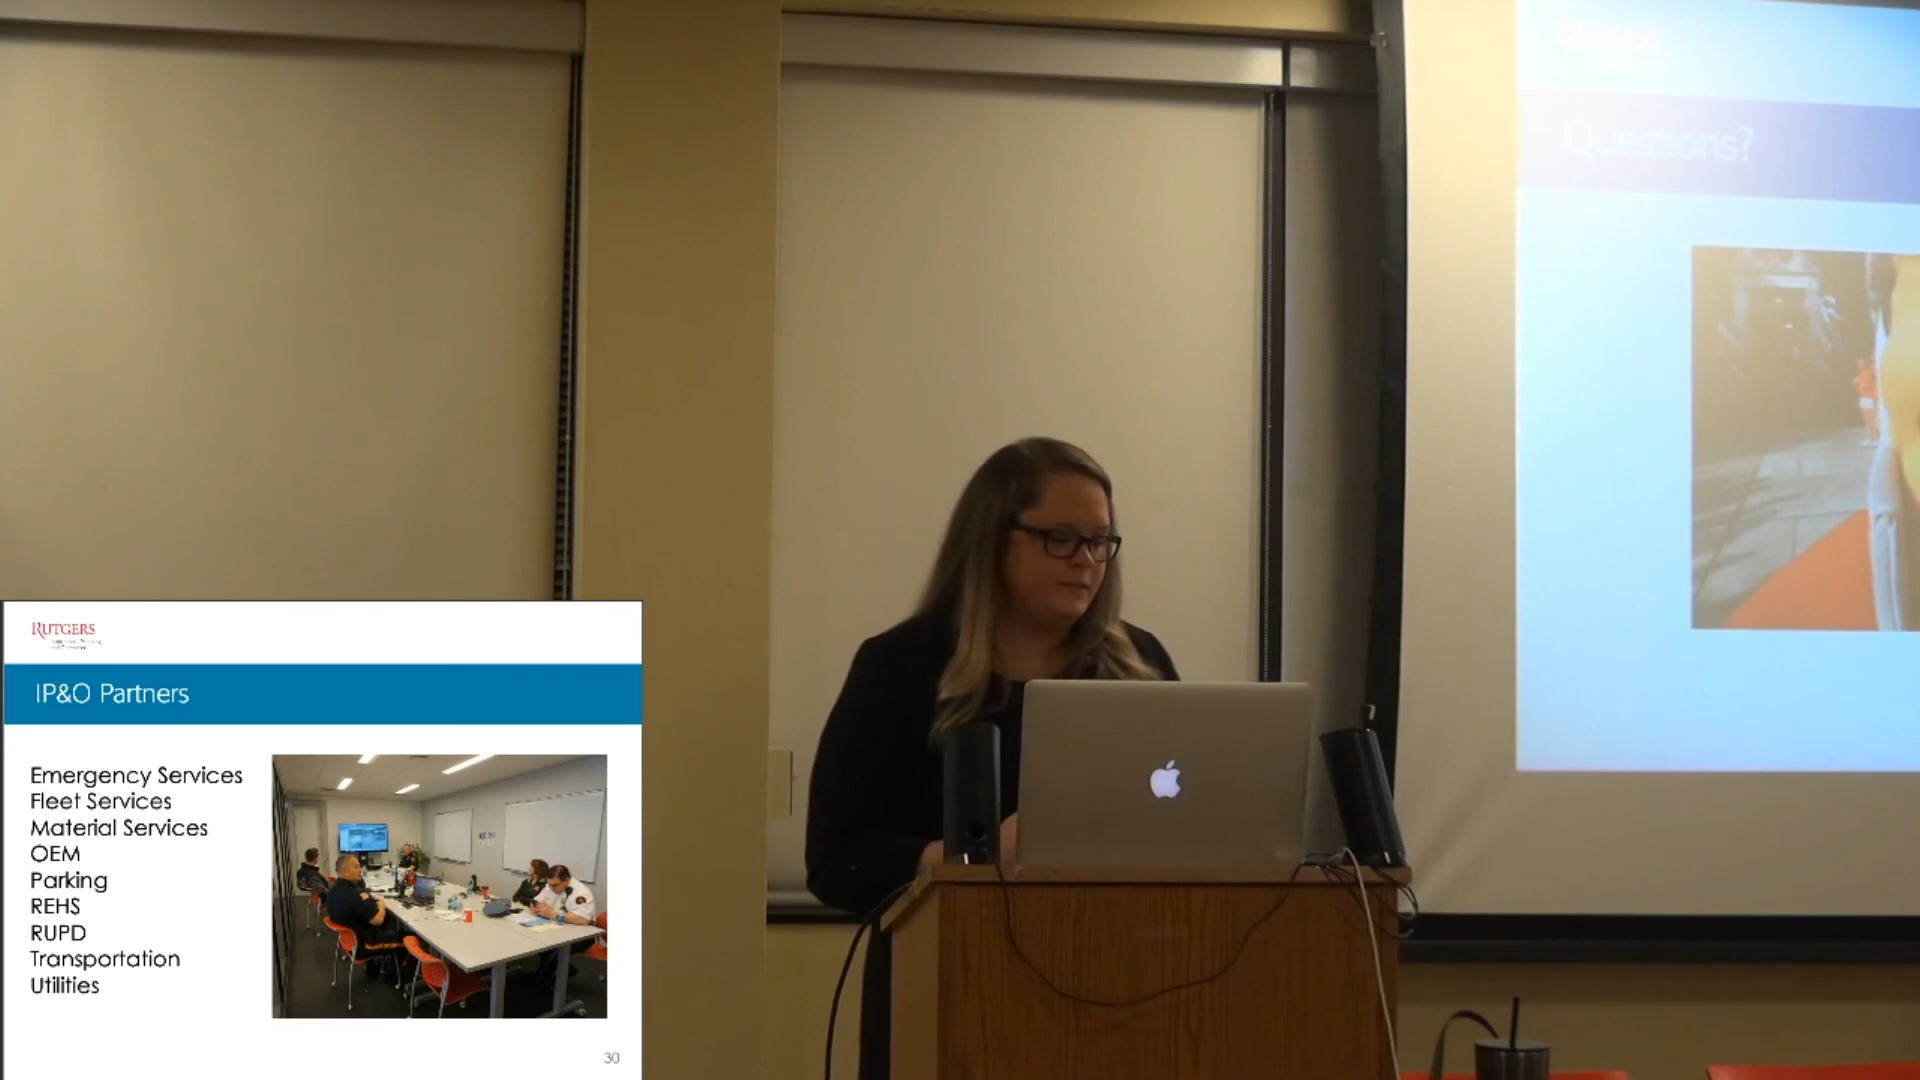 RUTGERS
IP&O Partners
Emergency Services
Fleet Services
Material Services
OEM
Parking
REHS
RUPD
Transportation
Utilities
30
Questions?